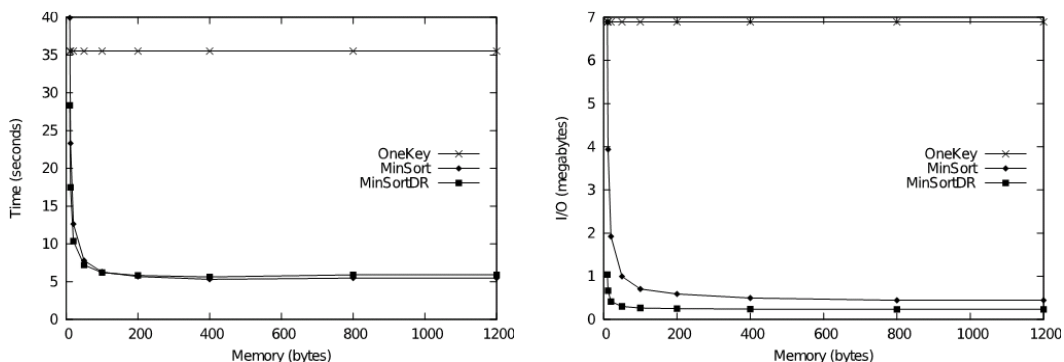 40
35
30
25
20
15
10
5
0
Time (seconds)
OneKey
MinSort
MinSortDR
0 200 400 600 800 1000 1200
Memory (bytes)
7
6
5
4
3
2
1
0
I/O (megabytes)
OneKey
MinSort
MinSortDR
0 200 400 600 800 1000 1200
Memory (bytes)